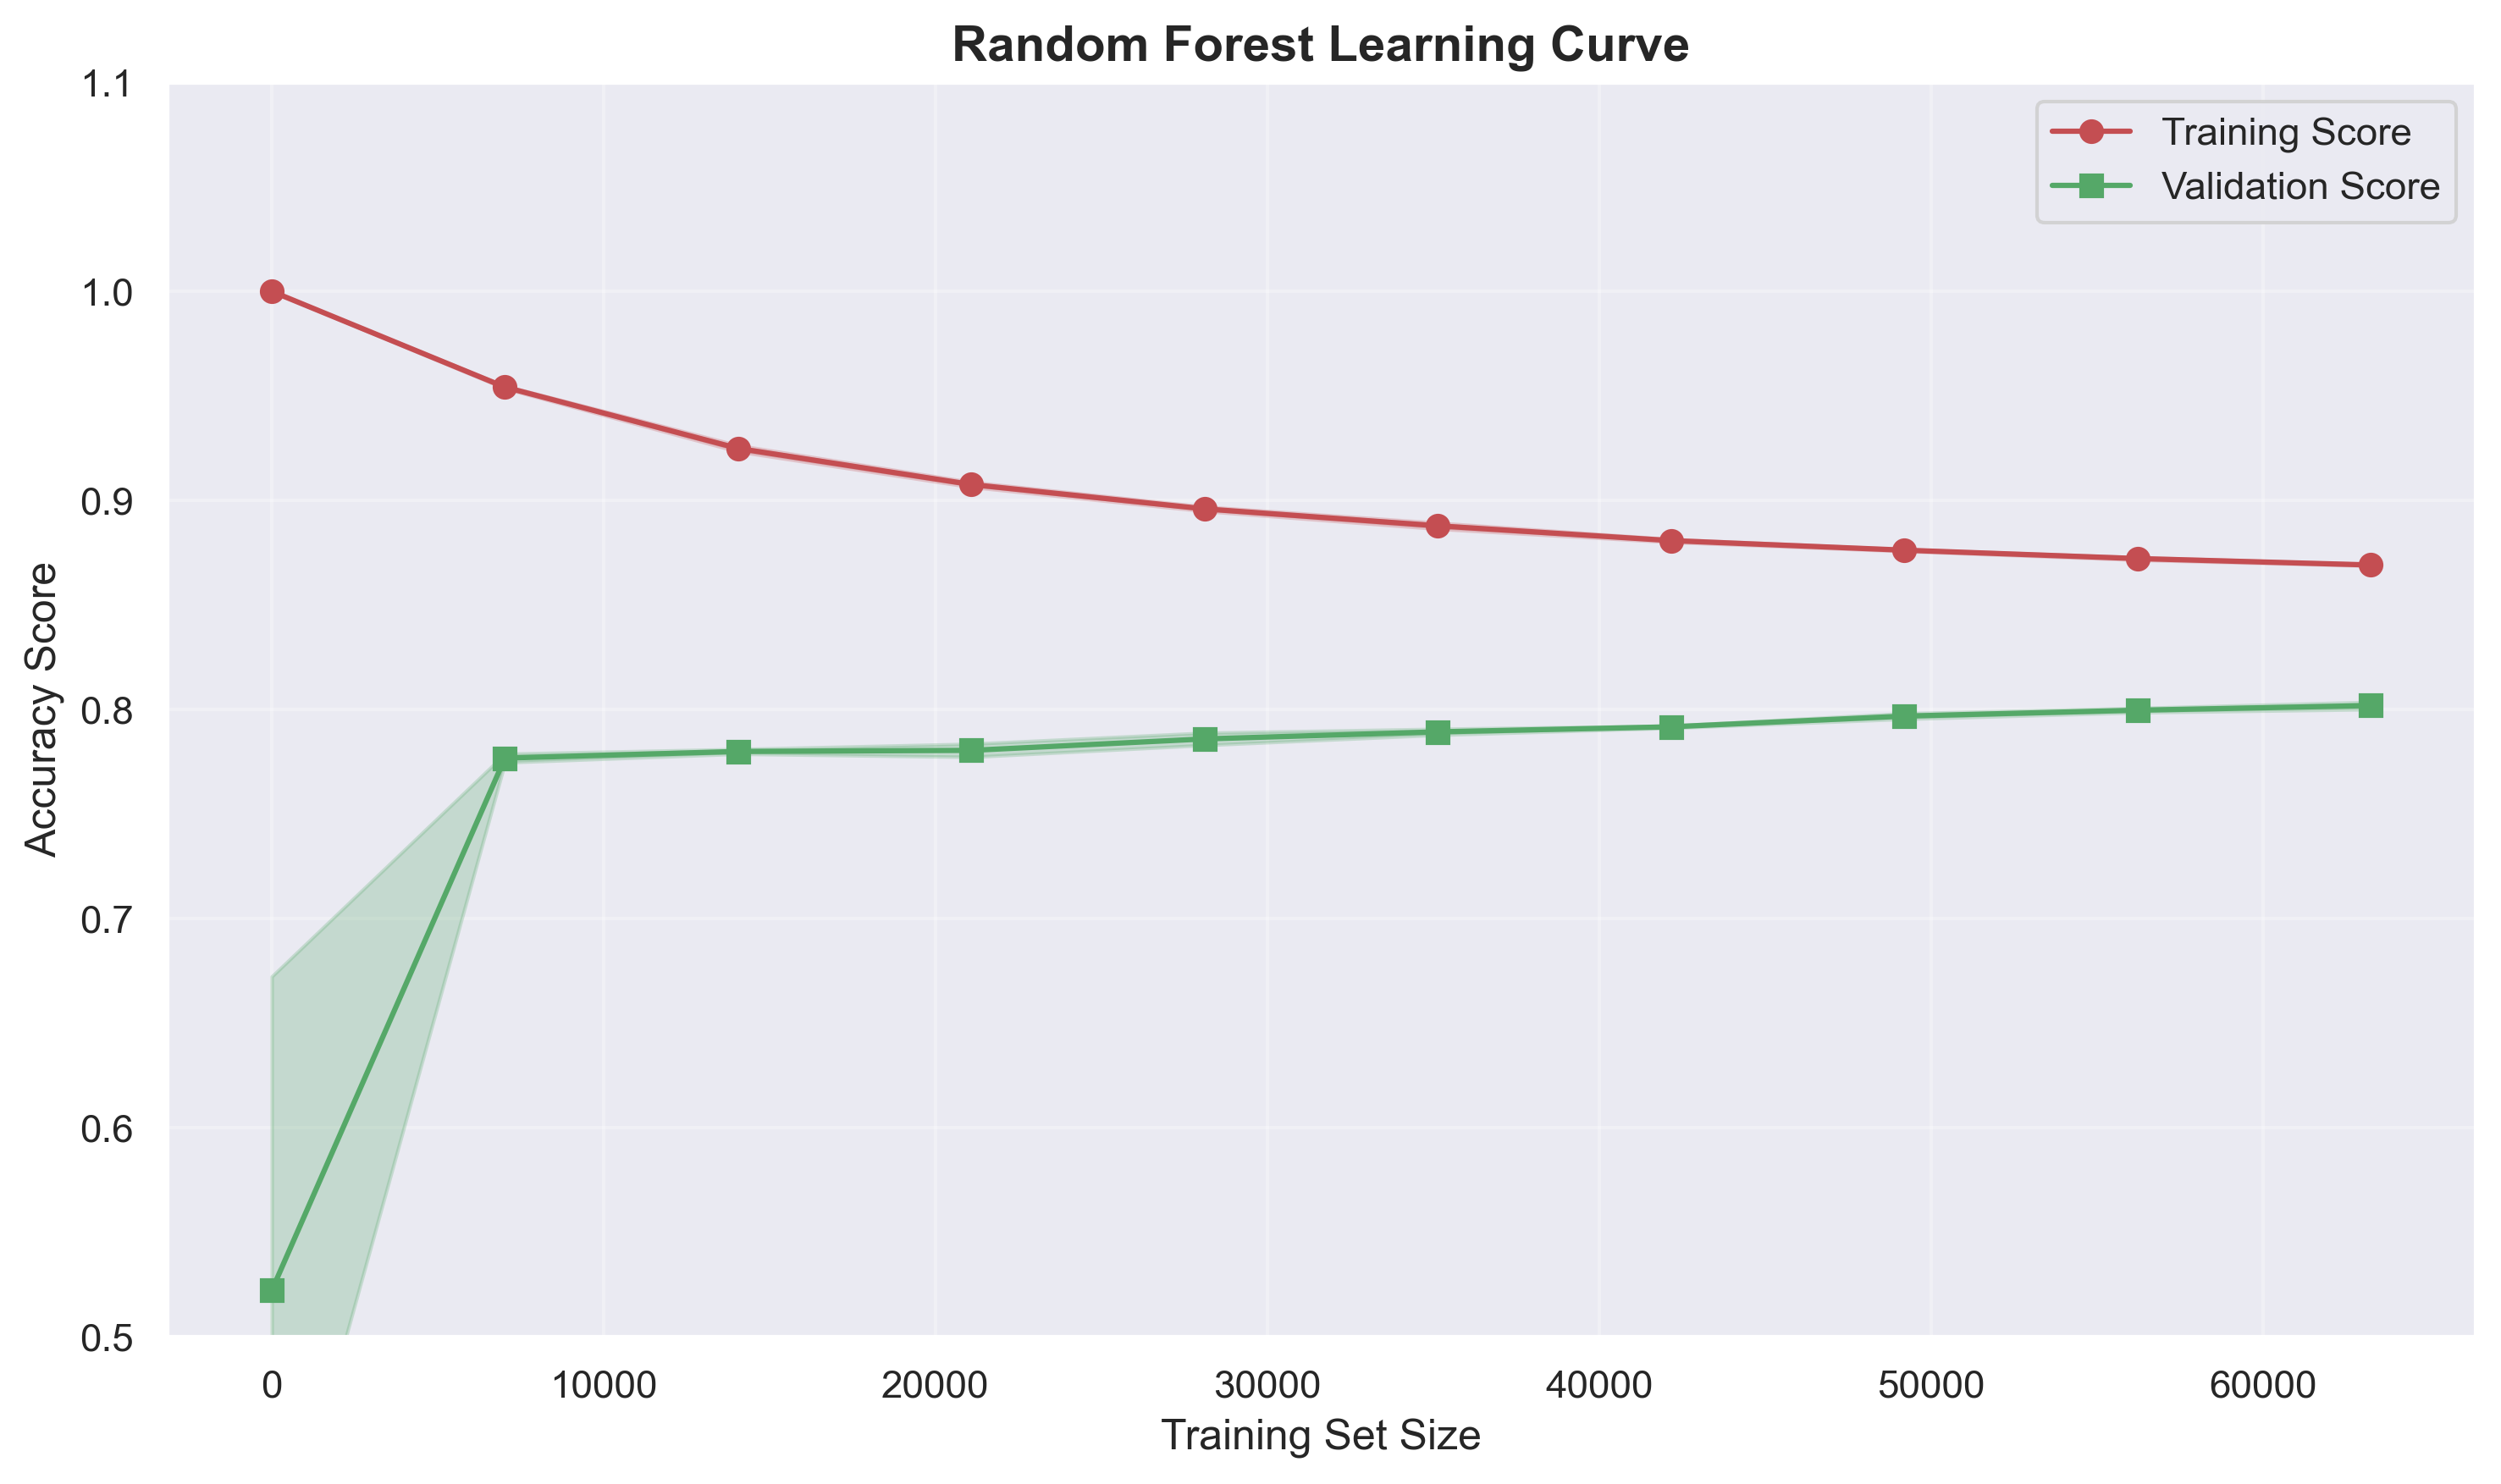 Random Forest Learning Curve
1.1
1.0
0.9
0.8
0.7
0.6
0.5
Accuracy Score
Training Score
Validation Score
0 10000 20000 30000 40000 50000 60000
Training Set Size